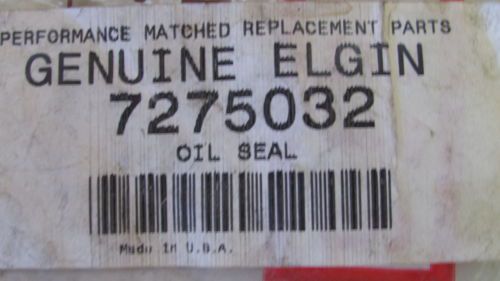 PERFORMANCE MATCHED REPLACEMENT PARTS
GENUINE ELGIN
7275032
OIL SEAL
Made In U.S.A.